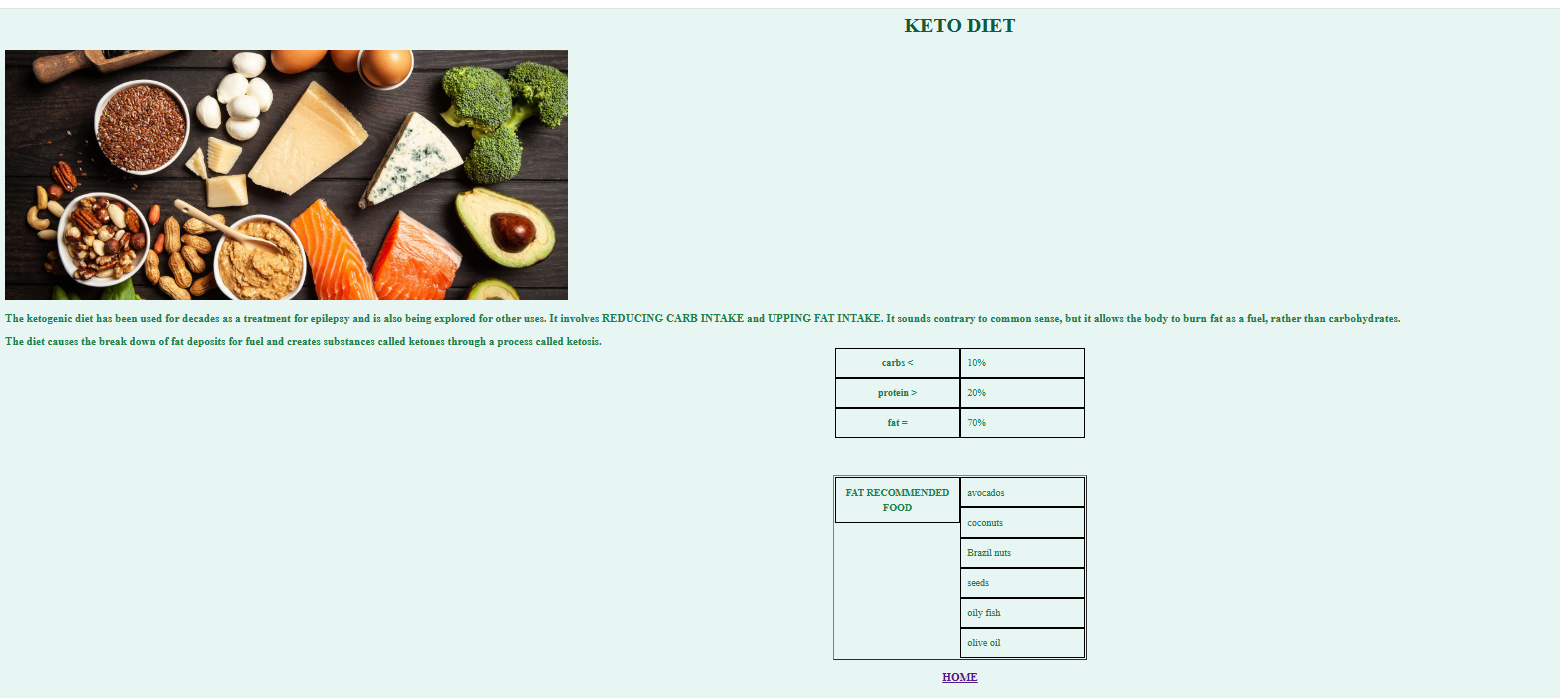 KETO DIET
The ketogenic diet has been used for decades as a treatment for epilepsy and is also being explored for other uses. It involves REDUCING CARB INTAKE and UPPING FAT INTAKE. It sounds contrary to common sense, but it allows the body to burn fat as a fuel, rather than carbohydrates.
The diet causes the break down of fat deposits for fuel and creates substances called ketones through a process called ketosis.
carbs < 10%
protein > 20%
fat = 70%
FAT RECOMMENDED
FOOD
avocados
coconuts
Brazil nuts
seeds
oily fish
olive oil
HOME